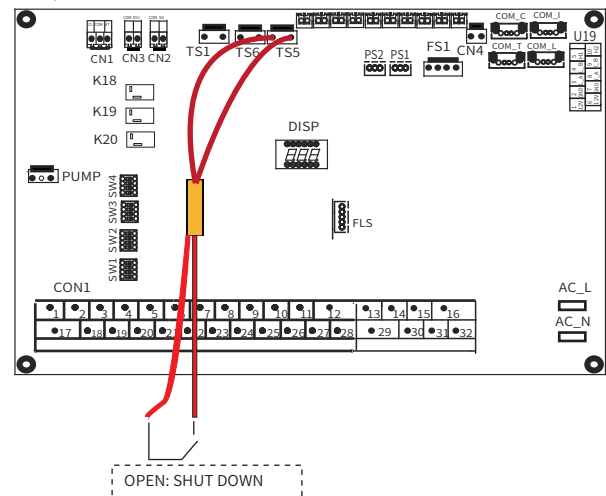 COM_C COM_I
TS1 TS6 TS5
U19
CN1 CN3 CN2
PS2 PS1 FS1 CN4
COM_T COM_L
K18
K19
K20
DISP
PUMP
SW4
SW3
SW2
SW1
FLS
CON1
1 2 3 4 5 7 8 9 10 11 12 13 14 15 16
17 18 19 20 21 23 24 25 26 27 28 29 30 31 32
AC_L
AC_N
OPEN: SHUT DOWN